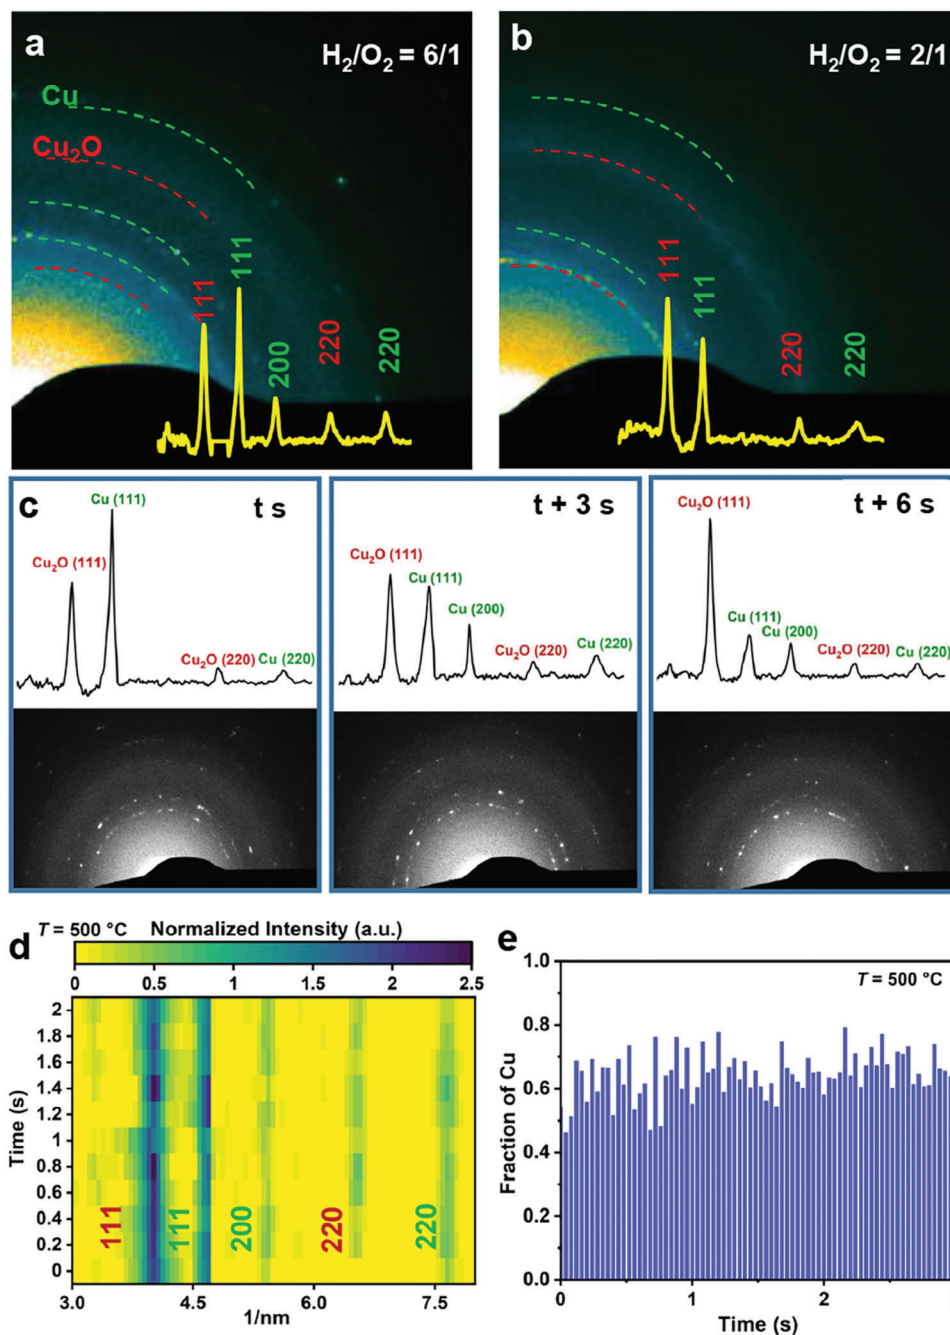 a
H₂/O₂ = 6/1
Cu
Cu₂O
111
111
200
220
220
b
H₂/O₂ = 2/1
111
111
220
220
c
t s
Cu (111)
Cu₂O (111)
Cu₂O (220)
Cu (220)
t + 3 s
Cu₂O (111)
Cu (111)
Cu (200)
Cu₂O (220)
Cu (220)
t + 6 s
Cu₂O (111)
Cu (111)
Cu (200)
Cu₂O (220)
Cu (220)
d
T = 500 °C Normalized Intensity (a.u.)
0 0.5 1 1.5 2 2.5
Time (s)
2
1.8
1.6
1.4
1.2
1
0.8
0.6
0.4
0.2
0
111
111
200
220
220
3.0 4.5 6.0 7.5
1/nm
e
T = 500 °C
Fraction of Cu
1.0
0.8
0.6
0.4
0.2
0.0
0 1 2
Time (s)